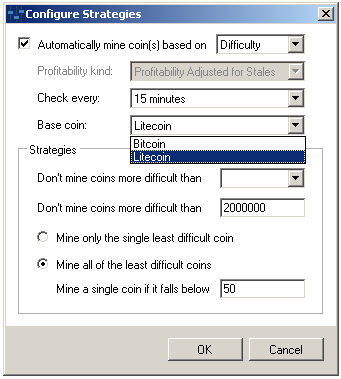 Configure Strategies
Automatically mine coin(s) based on Difficulty
Profitability kind: Profitability Adjusted for Stales
Check every: 15 minutes
Base coin: Litecoin
Bitcoin
Litecoin
Strategies
Don't mine coins more difficult than
Don't mine coins more difficult than 2000000
Mine only the single least difficult coin
Mine all of the least difficult coins
Mine a single coin if it falls below 50
OK Cancel